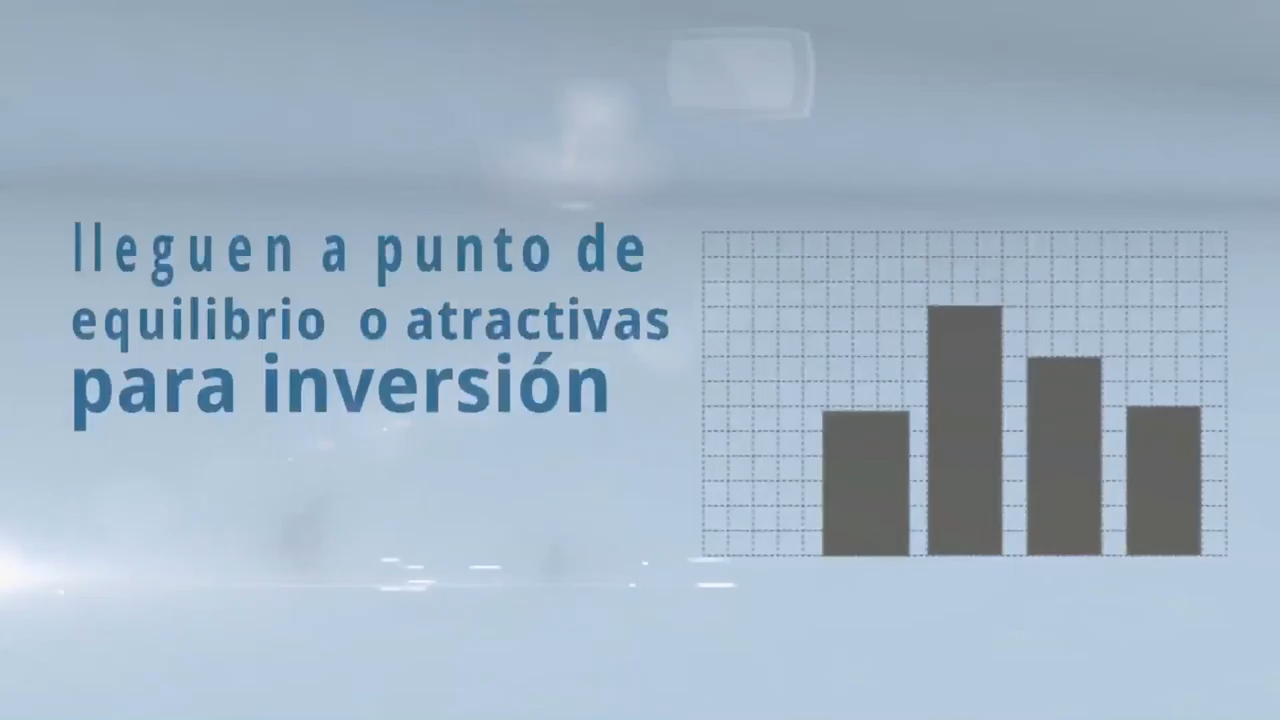 lleguen a punto de
equilibrio o atractivas
para inversión